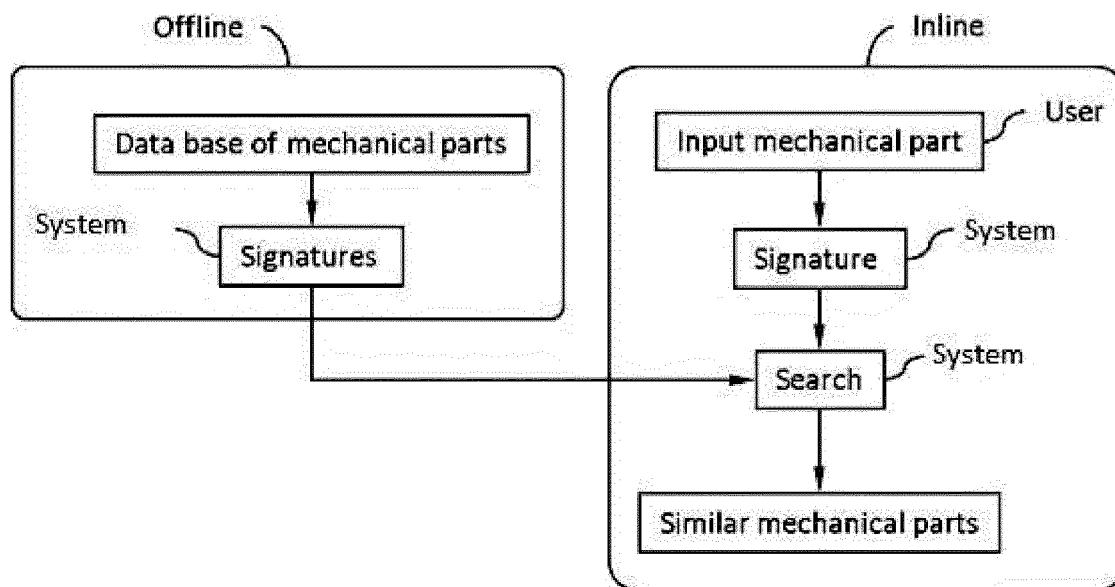 Offline
Data base of mechanical parts
System
Signatures
Inline
User
Input mechanical part
System
Signature
System
Search
Similar mechanical parts